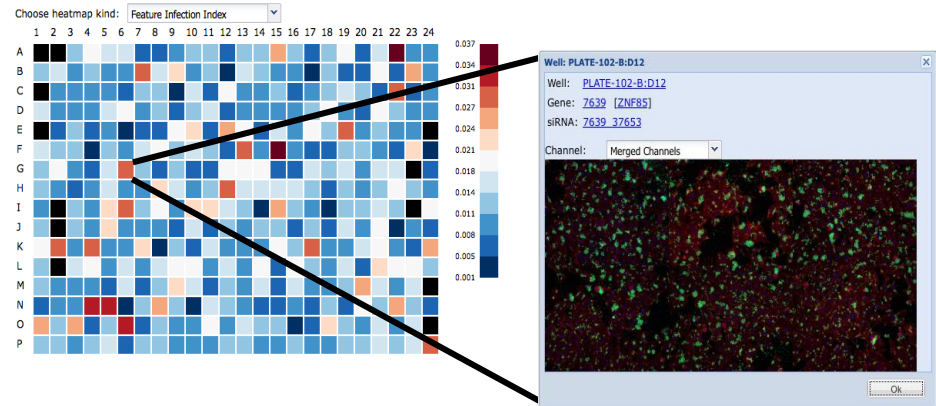 Choose heatmap kind: Feature Infection Index
1 2 3 4 5 6 7 8 9 10 11 12 13 14 15 16 17 18 19 20 21 22 23 24
A
B
C
D
E
F
G
H
I
J
K
L
M
N
O
P
0.037
0.034
0.031
0.027
0.024
0.021
0.018
0.014
0.011
0.008
0.005
0.001
Well: PLATE-102-B:D12
X
Well: PLATE-102-B:D12
Gene: 7639 [ZNF85]
siRNA: 7639 37653
Channel: Merged Channels
Ok